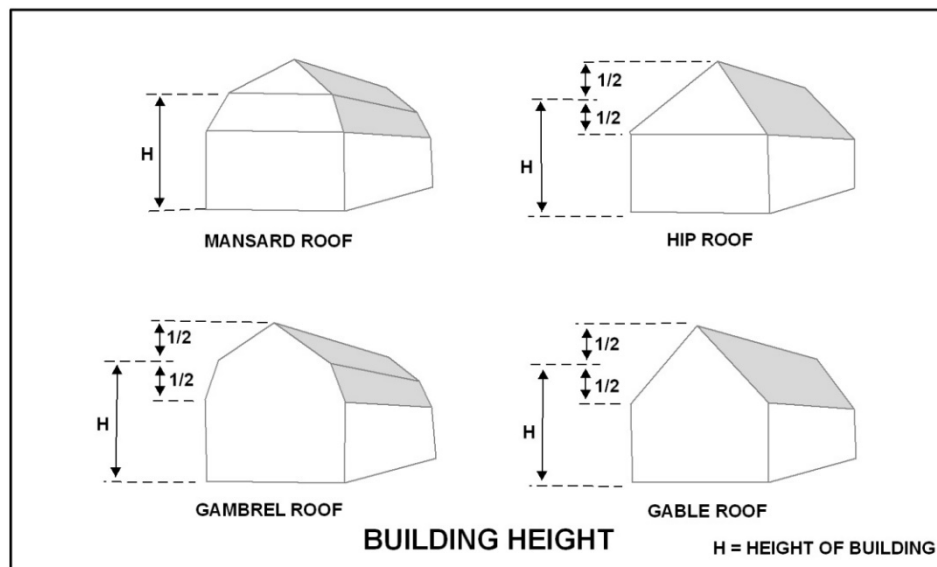 H
MANSARD ROOF
1/2
1/2
H
HIP ROOF
1/2
1/2
H
GAMBREL ROOF
1/2
1/2
H
GABLE ROOF
BUILDING HEIGHT
H = HEIGHT OF BUILDING